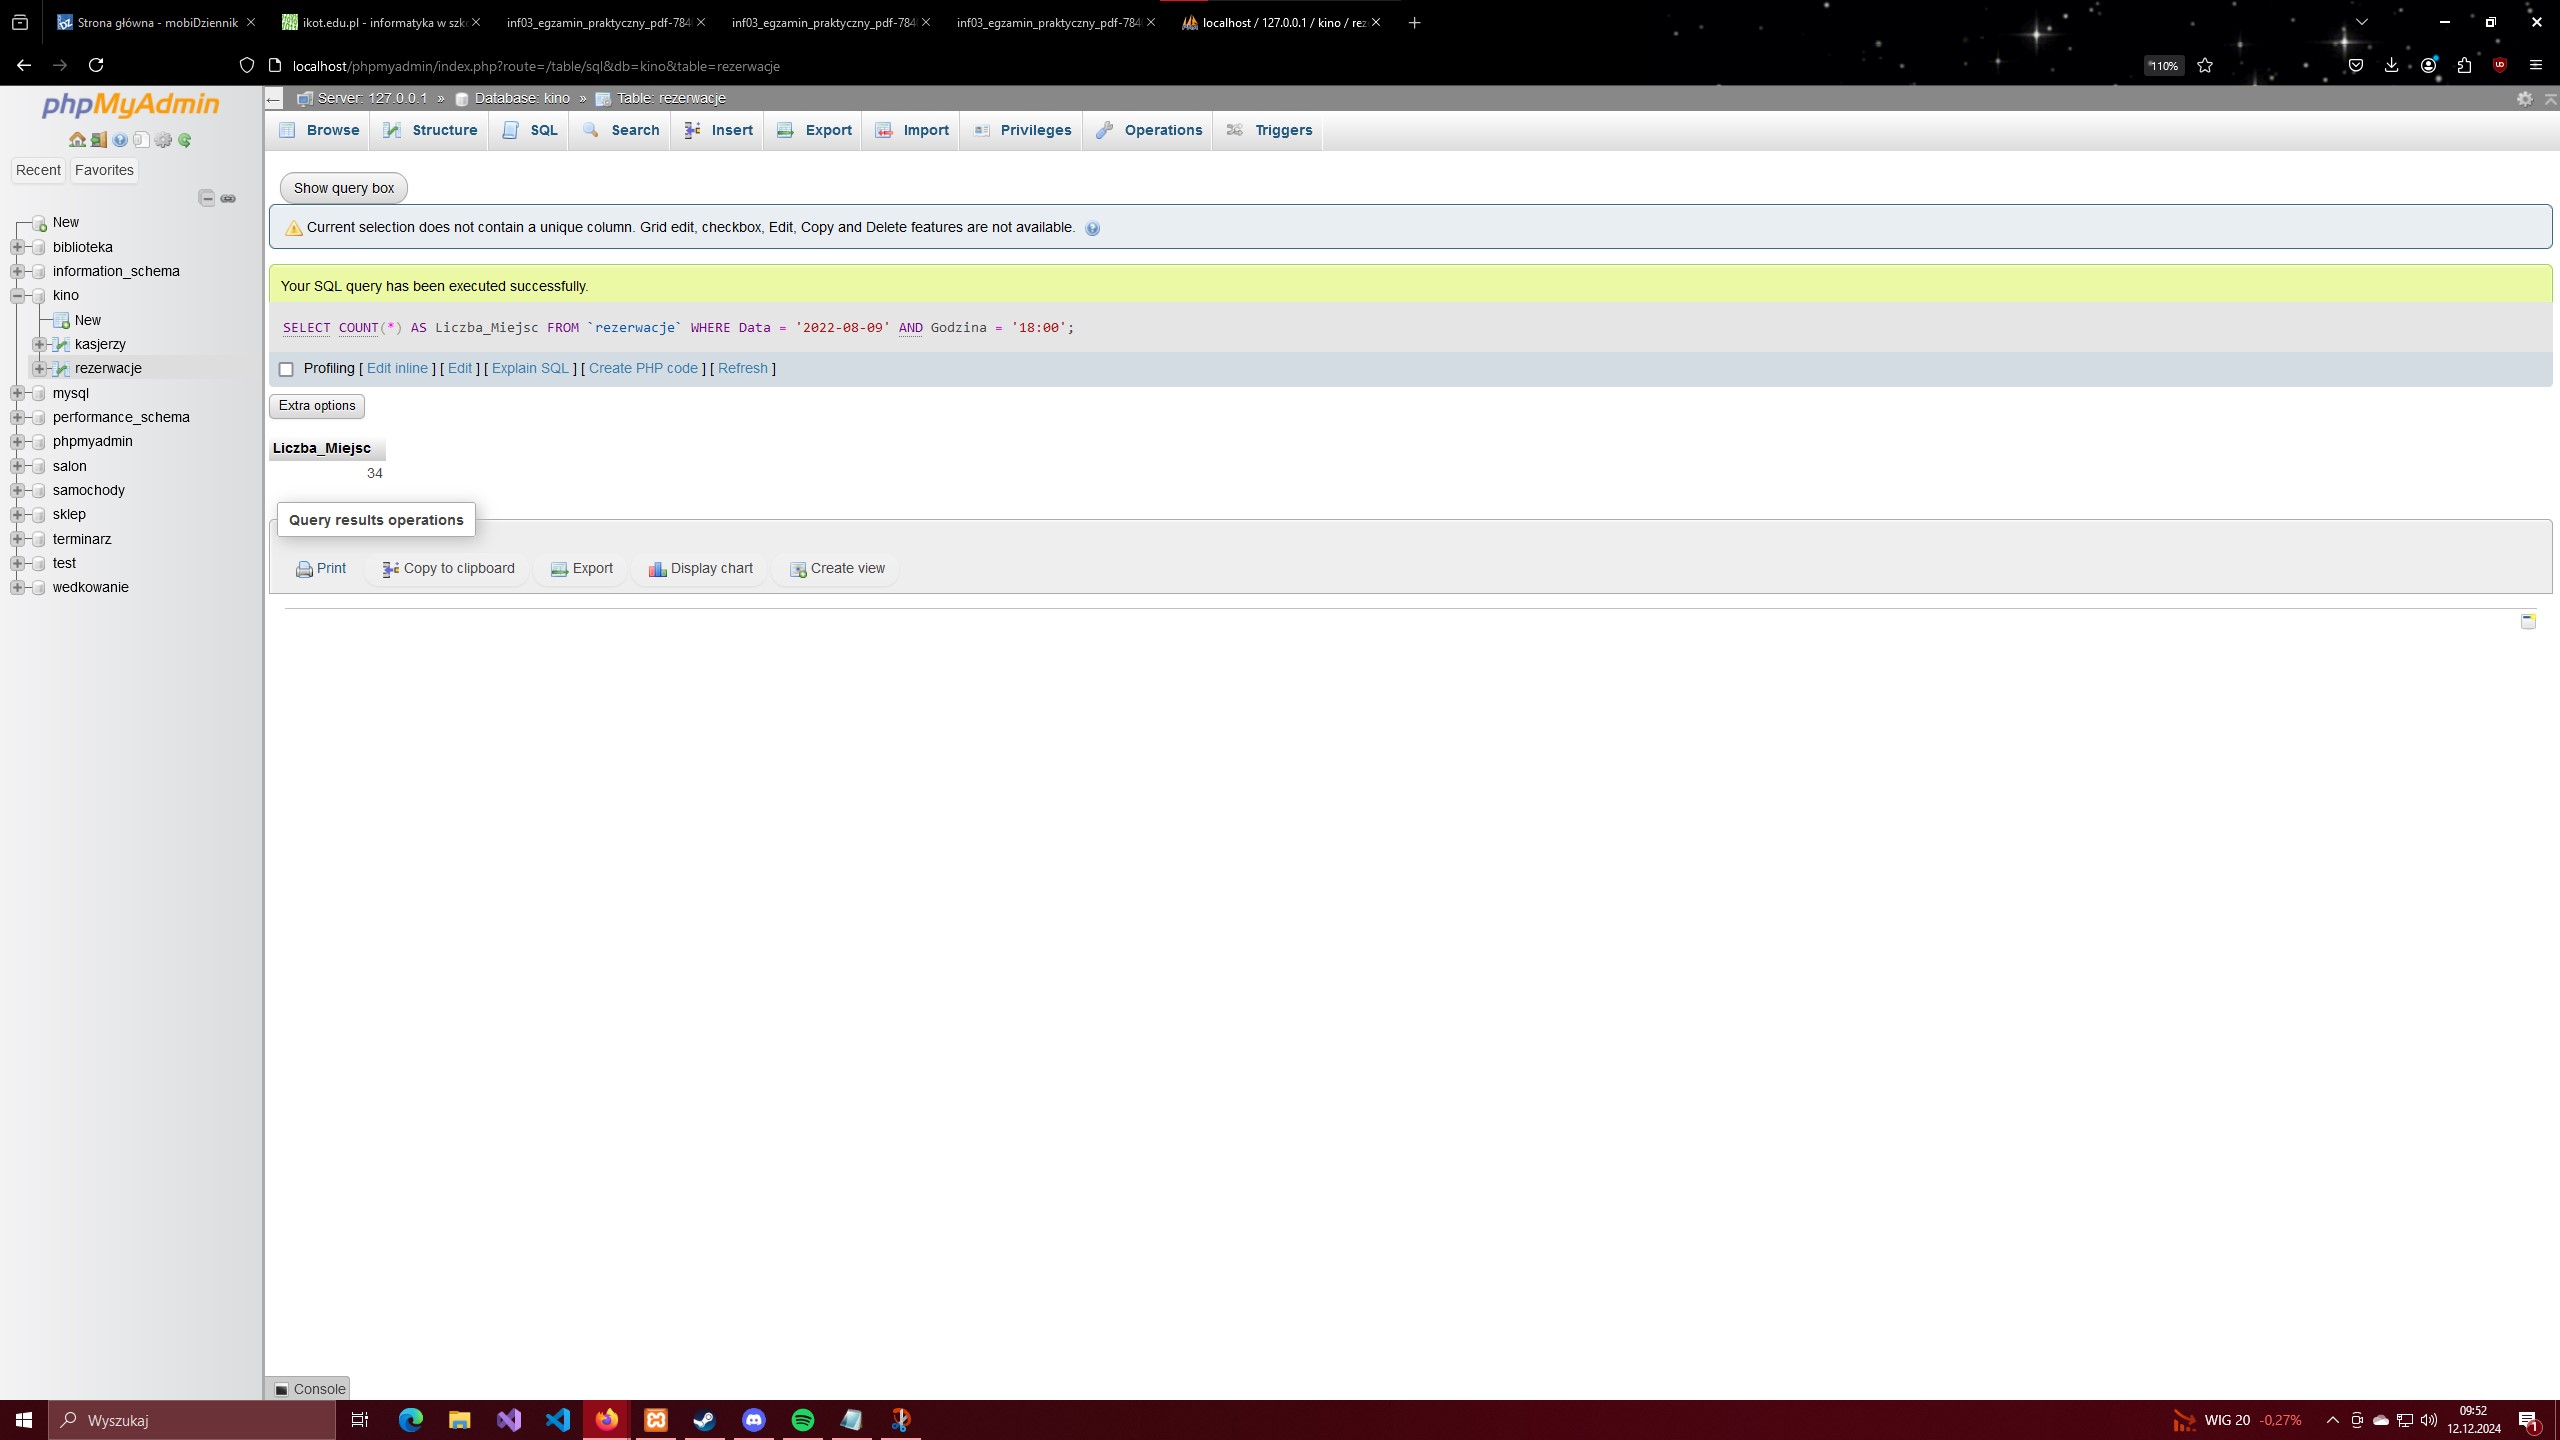 Strona główna - mobiDziennik
ikot.edu.pl - informatyka w szk
inf03_egzamin_praktyczny_pdf-784
inf03_egzamin_praktyczny_pdf-784
inf03_egzamin_praktyczny_pdf-784
localhost / 127.0.0.1 / kino / rez
localhost/phpmyadmin/index.php?route=/table/sql&db=kino&table=rezerwacje
110%
phpMyAdmin
Recent
Favorites
New
biblioteka
information_schema
kino
New
kasjerzy
rezerwacje
mysql
performance_schema
phpmyadmin
salon
samochody
sklep
terminarz
test
wedkowanie
Server: 127.0.0.1 » Database: kino » Table: rezerwacje
Browse Structure SQL Search Insert Export Import Privileges Operations Triggers
Show query box
Current selection does not contain a unique column. Grid edit, checkbox, Edit, Copy and Delete features are not available.
Your SQL query has been executed successfully.
SELECT COUNT(*) AS Liczba_Miejsc FROM `rezerwacje` WHERE Data = '2022-08-09' AND Godzina = '18:00';
Profiling [ Edit inline ] [ Edit ] [ Explain SQL ] [ Create PHP code ] [ Refresh ]
Extra options
Liczba_Miejsc
34
Query results operations
Print Copy to clipboard Export Display chart Create view
Console
Wyszukaj
WIG 20 -0,27%
09:52
12.12.2024
1